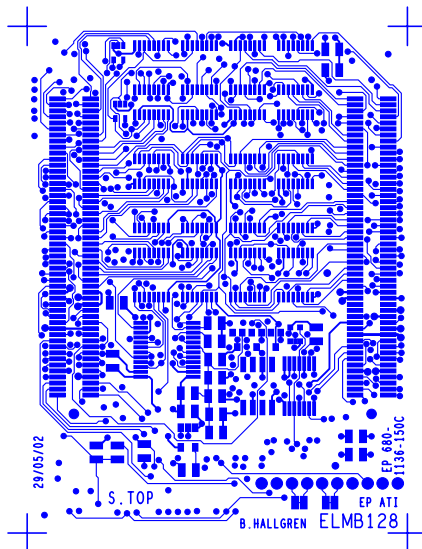 29/05/02
S.TOP
EP 680-
1136-150C
EP ATI
B.HALLGREN ELMB128